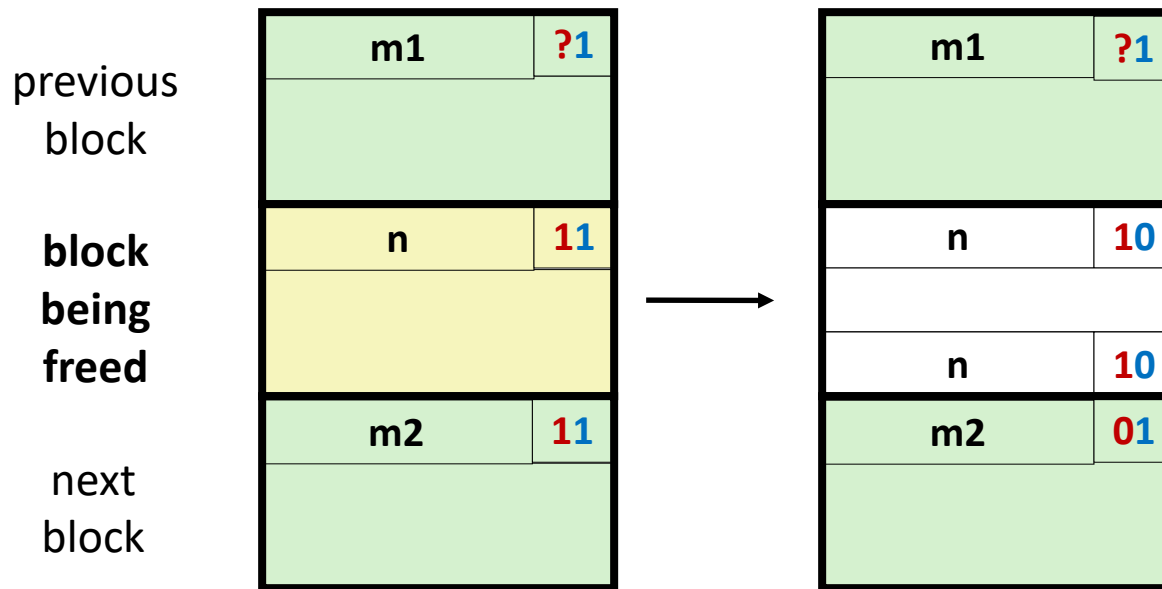 m1 ?1 m1 ?1
previous
block
block
being
freed
n 11 n 10
n 10
m2 11 m2 01
next
block